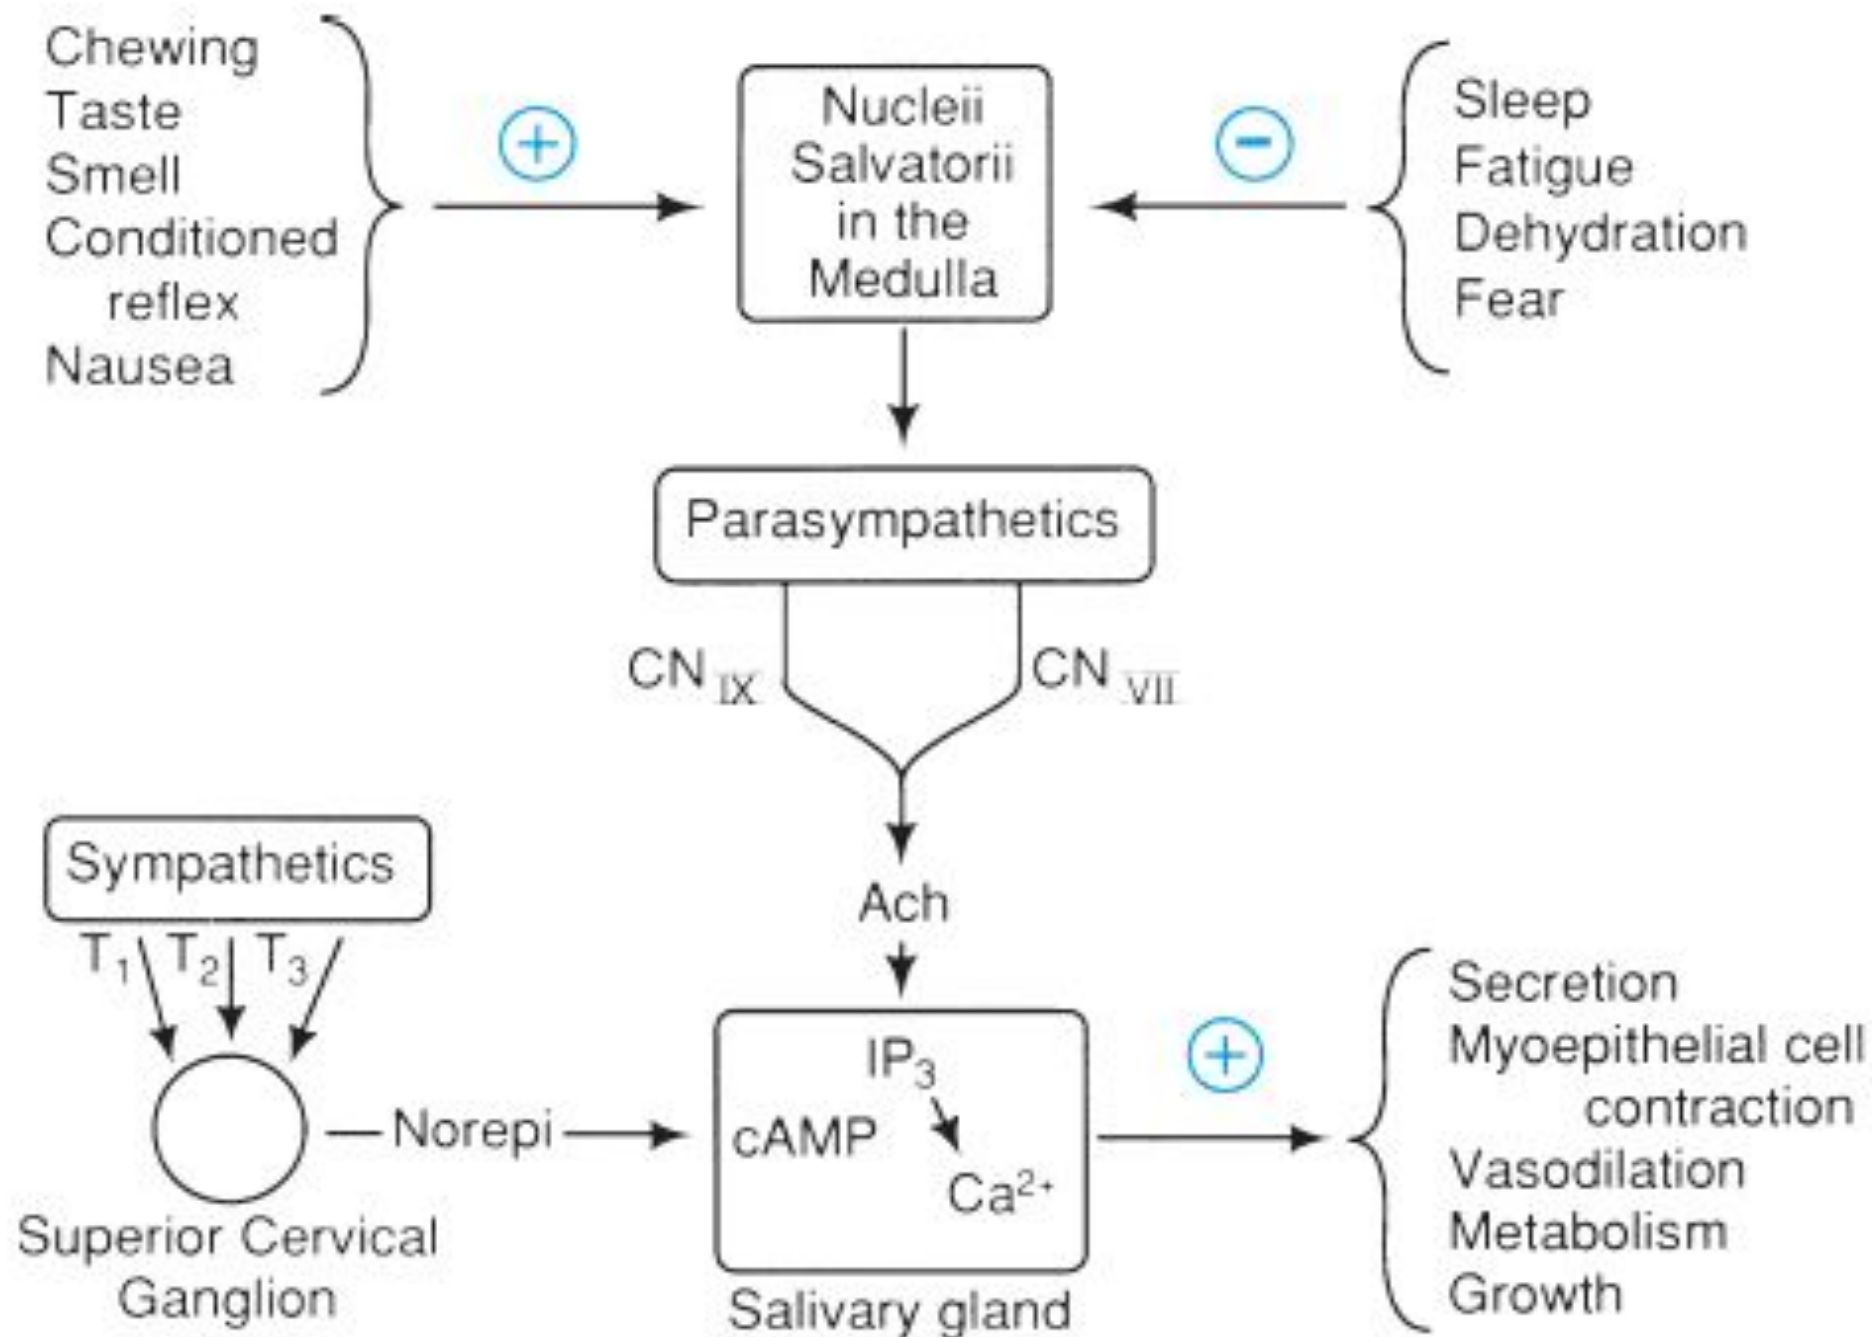 Chewing
Taste
Smell
Conditioned
reflex
Nausea
+
Nucleii
Salvatorii
in the
Medulla
−
Sleep
Fatigue
Dehydration
Fear
Parasympathetics
CN IX
CN VII
Ach
Sympathetics
T1 T2 T3
Norepi
Superior Cervical
Ganglion
IP3
cAMP
Ca2+
Salivary gland
+
Secretion
Myoepithelial cell
contraction
Vasodilation
Metabolism
Growth